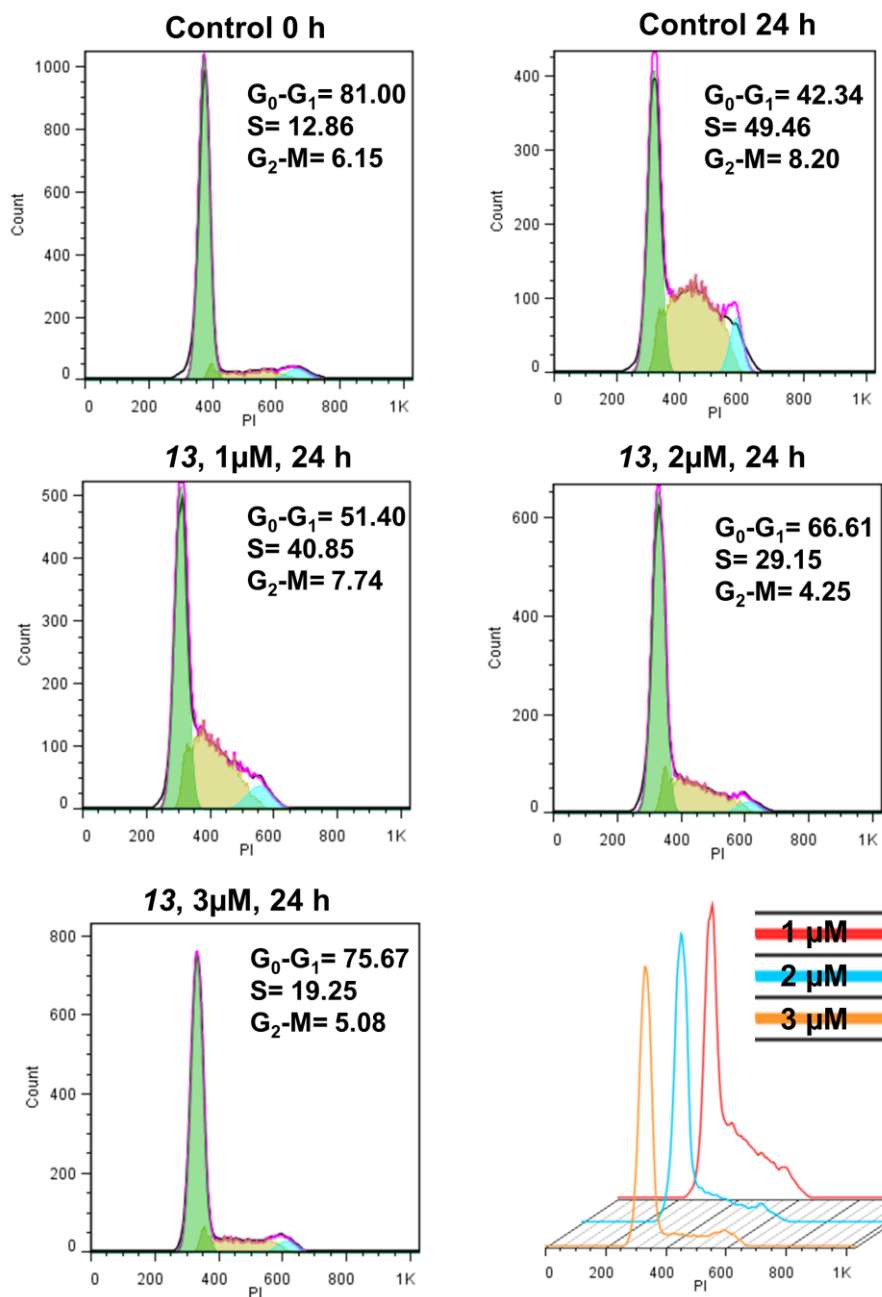 Control 0 h
1000
800
600
400
200
0
Count
G₀-G₁= 81.00
S= 12.86
G₂-M= 6.15
0 200 400 600 800 1K
PI
Control 24 h
400
300
200
100
0
Count
G₀-G₁= 42.34
S= 49.46
G₂-M= 8.20
0 200 400 600 800 1K
PI
13, 1µM, 24 h
500
400
300
200
100
0
Count
G₀-G₁= 51.40
S= 40.85
G₂-M= 7.74
0 200 400 600 800 1K
PI
13, 2µM, 24 h
600
400
200
0
Count
G₀-G₁= 66.61
S= 29.15
G₂-M= 4.25
0 200 400 600 800 1K
PI
13, 3µM, 24 h
800
600
400
200
0
Count
G₀-G₁= 75.67
S= 19.25
G₂-M= 5.08
0 200 400 600 800 1K
PI
1 µM
2 µM
3 µM
0 200 400 600 800 1K
PI